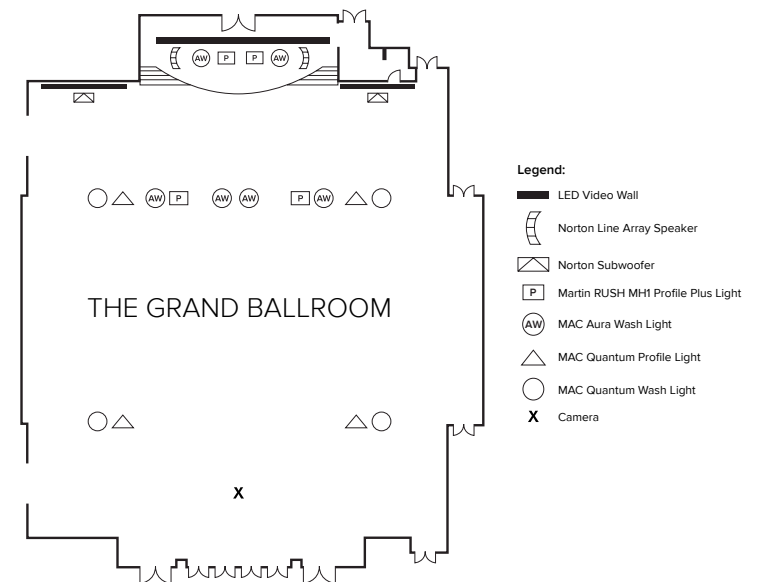 AW P P AW
AW P AW AW P AW
THE GRAND BALLROOM
X
Legend:
LED Video Wall
Norton Line Array Speaker
Norton Subwoofer
P Martin RUSH MH1 Profile Plus Light
AW MAC Aura Wash Light
MAC Quantum Profile Light
MAC Quantum Wash Light
X Camera